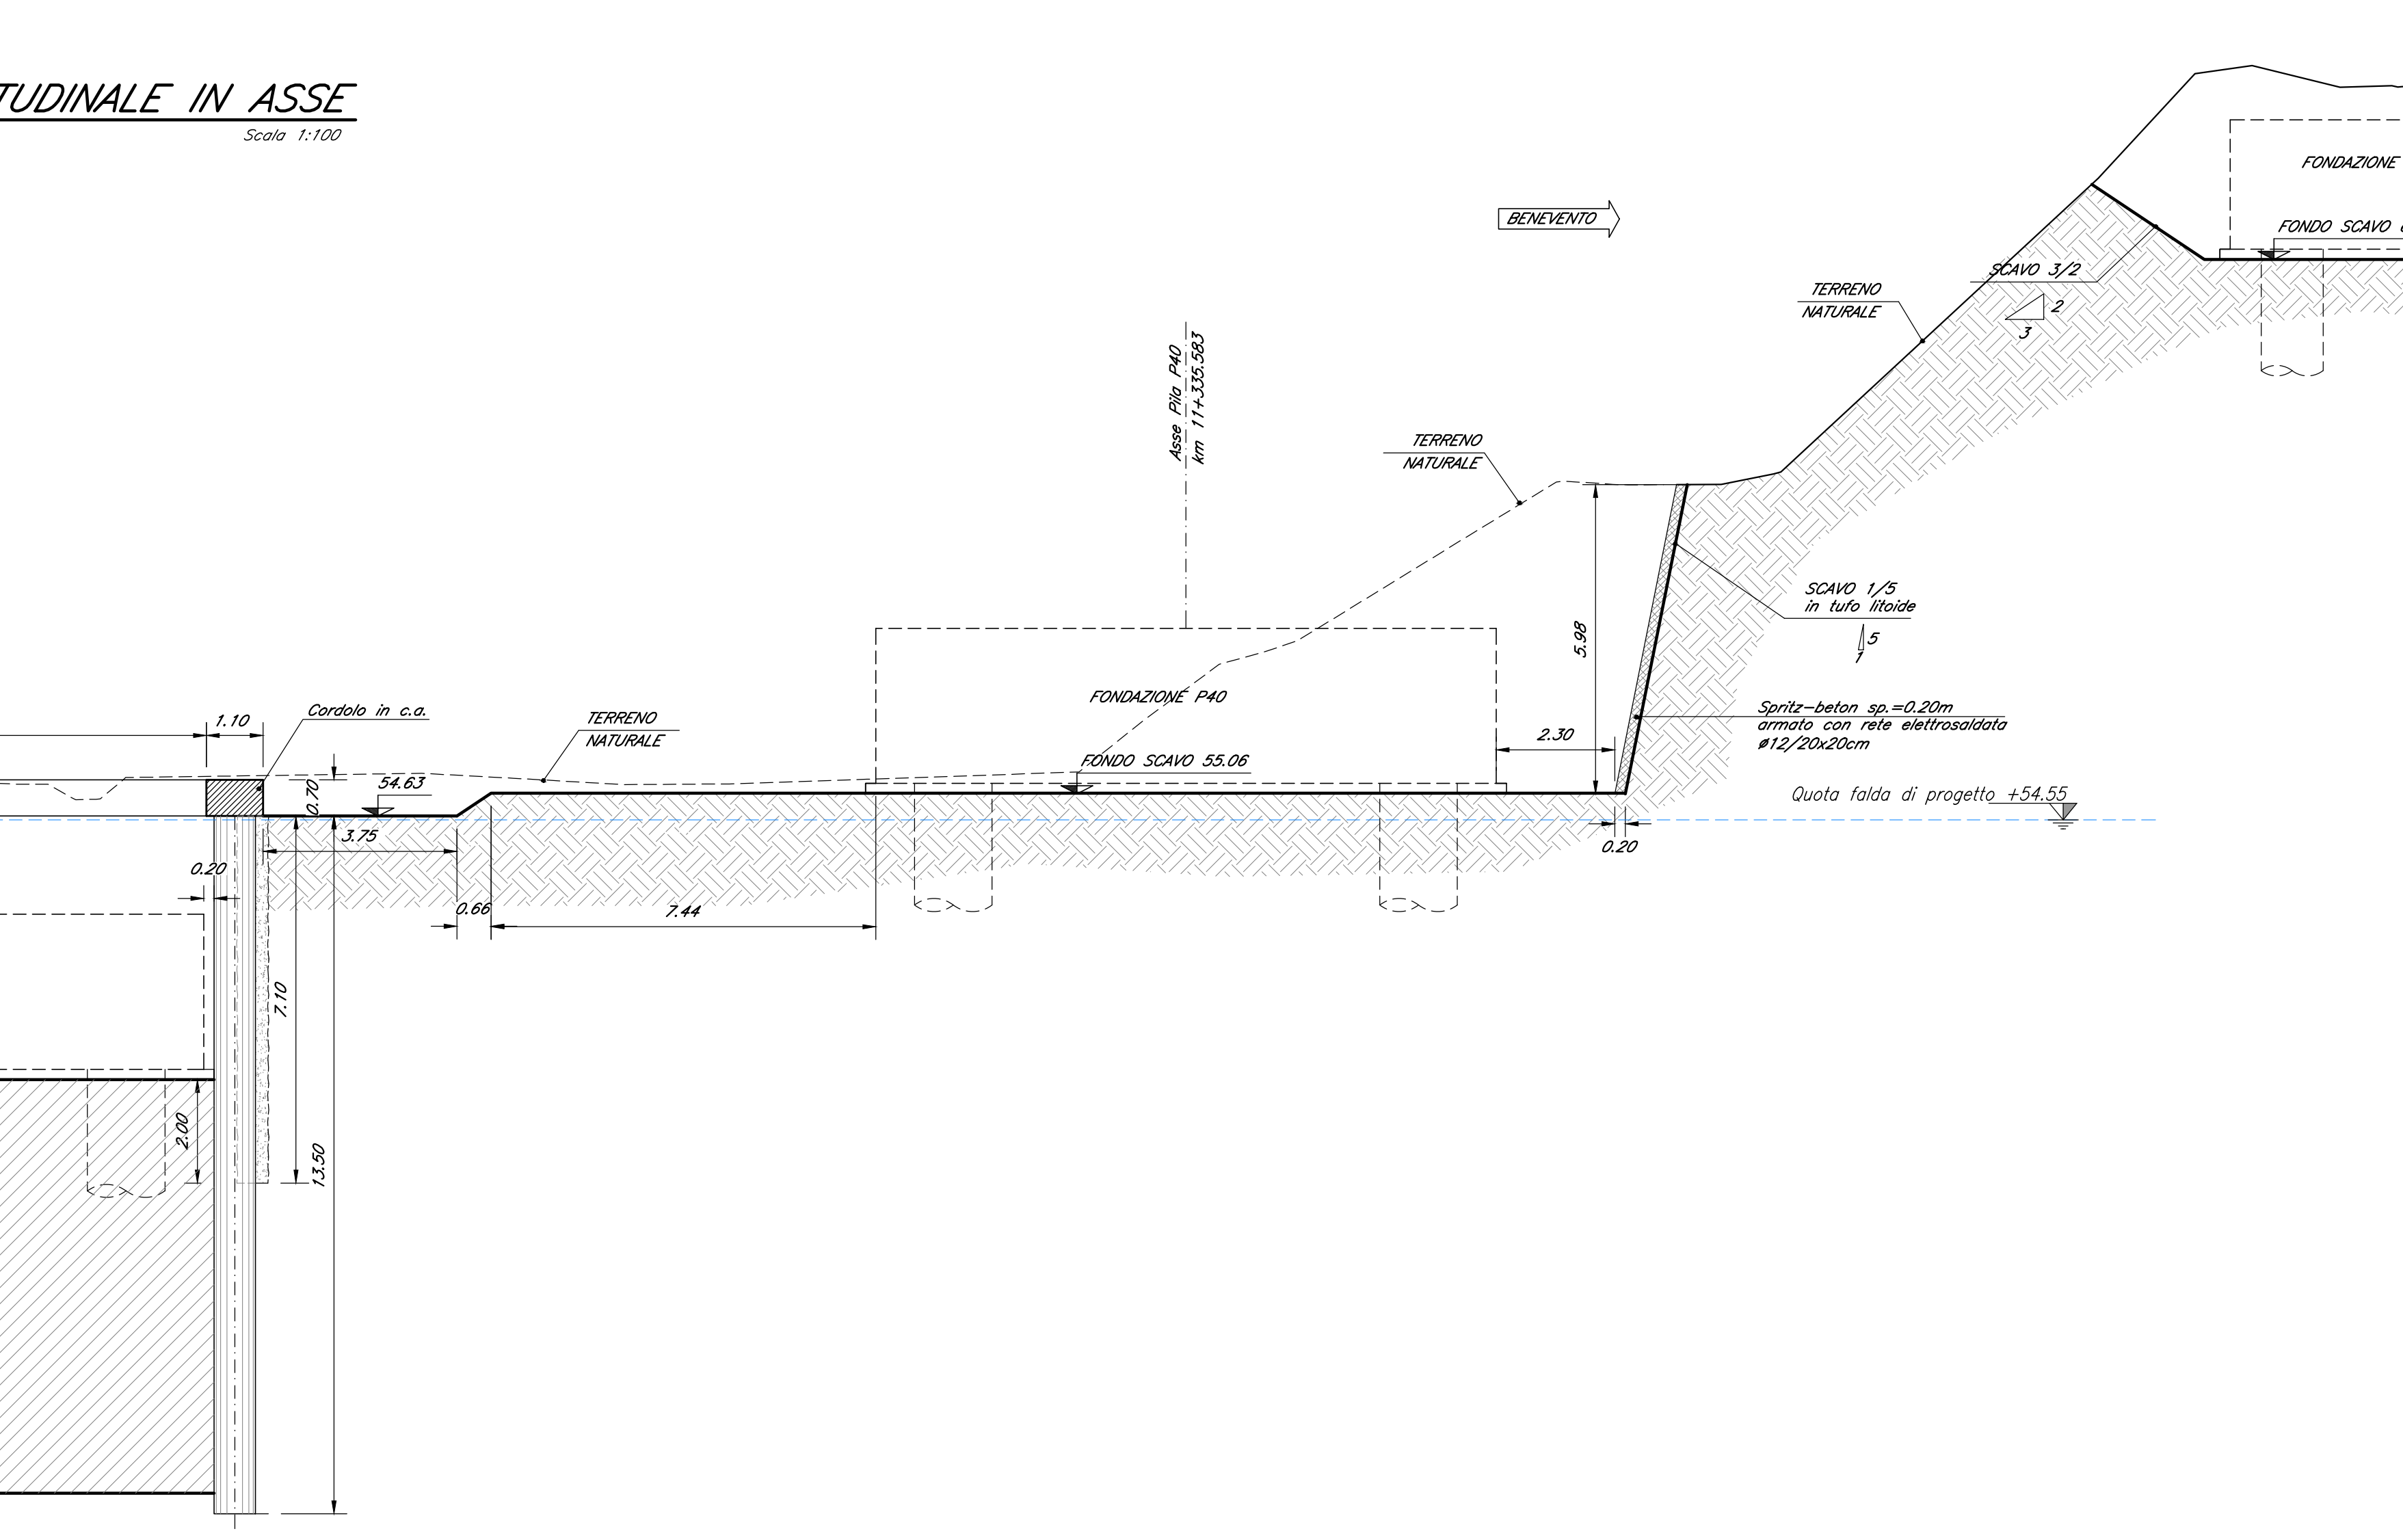 TUDINALE IN ASSE
Scala 1:100
BENEVENTO
FONDAZIONE
FONDO SCAVO
SCAVO 3/2
2
3
TERRENO
NATURALE
Asse Pila P40
km 11+335.583
TERRENO
NATURALE
5.98
SCAVO 1/5
in tufo litoide
5
1
FONDAZIONE P40
Spritz-beton sp.=0.20m
armato con rete elettrosaldata
ø12/20x20cm
1.10
Cordolo in c.a.
TERRENO
NATURALE
2.30
FONDO SCAVO 55.06
54.63
0.70
Quota falda di progetto +54.55
3.75
0.20
0.20
0.66
7.44
7.10
2.00
13.50